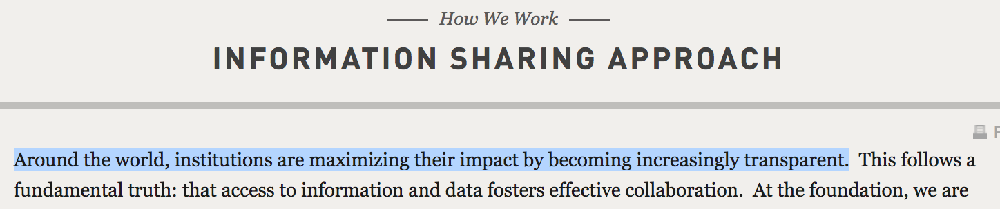 How We Work
INFORMATION SHARING APPROACH
Around the world, institutions are maximizing their impact by becoming increasingly transparent.  This follows a
fundamental truth: that access to information and data fosters effective collaboration.  At the foundation, we are